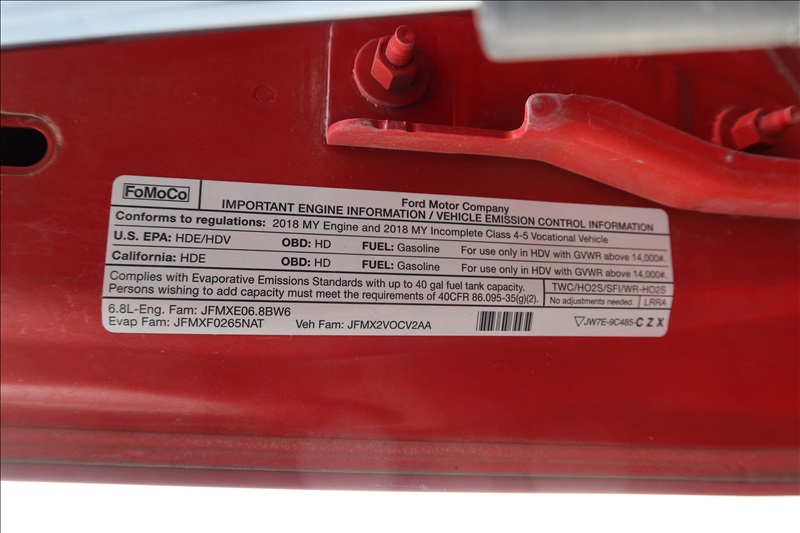 FoMoCo
Ford Motor Company
IMPORTANT ENGINE INFORMATION / VEHICLE EMISSION CONTROL INFORMATION
Conforms to regulations: 2018 MY Engine and 2018 MY Incomplete Class 4-5 Vocational Vehicle
U.S. EPA: HDE/HDV OBD: HD FUEL: Gasoline For use only in HDV with GVWR above 14,000#.
California: HDE OBD: HD FUEL: Gasoline For use only in HDV with GVWR above 14,000#.
Complies with Evaporative Emissions Standards with up to 40 gal fuel tank capacity.
Persons wishing to add capacity must meet the requirements of 40CFR 86.095-35(g)(2).
TWC/HO2S/SFI/WR-HO2S
No adjustments needed. LRRA
6.8L-Eng. Fam: JFMXE06.8BW6
Evap Fam: JFMXF0265NAT Veh Fam: JFMX2VOCV2AA
▽JW7E-9C485-C Z X